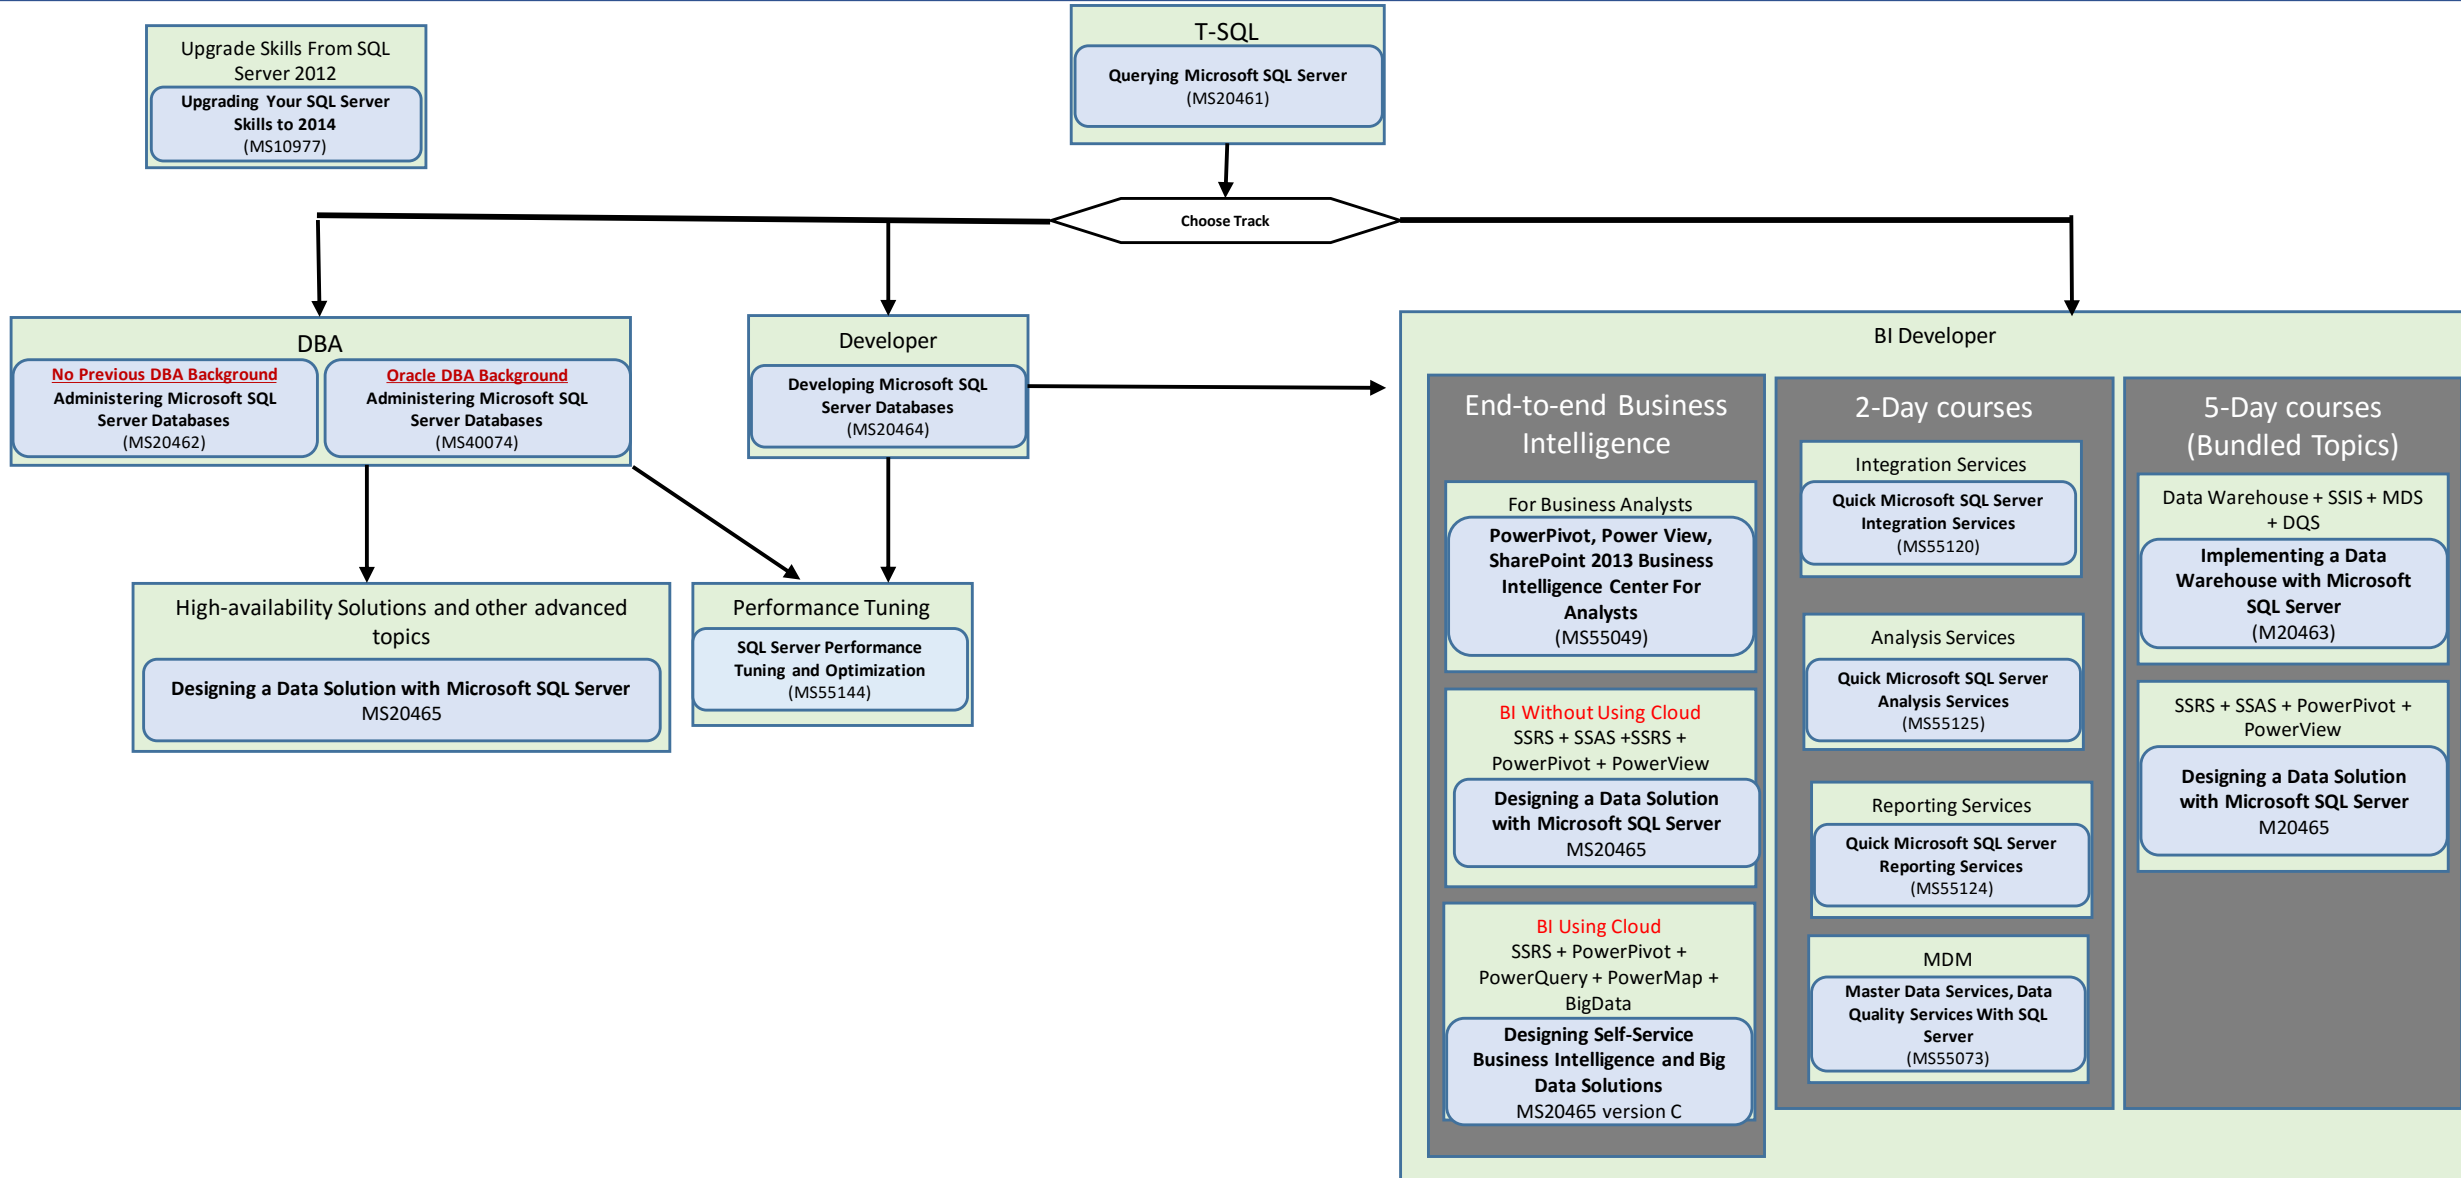 Upgrade Skills From SQL
Server 2012
Upgrading Your SQL Server
Skills to 2014
(MS10977)
T-SQL
Querying Microsoft SQL Server
(MS20461)
Choose Track
DBA
No Previous DBA Background
Administering Microsoft SQL
Server Databases
(MS20462)
Oracle DBA Background
Administering Microsoft SQL
Server Databases
(MS40074)
Developer
Developing Microsoft SQL
Server Databases
(MS20464)
High-availability Solutions and other advanced
topics
Designing a Data Solution with Microsoft SQL Server
MS20465
Performance Tuning
SQL Server Performance
Tuning and Optimization
(MS55144)
BI Developer
End-to-end Business
Intelligence
For Business Analysts
PowerPivot, Power View,
SharePoint 2013 Business
Intelligence Center For
Analysts
(MS55049)
BI Without Using Cloud
SSRS + SSAS +SSRS +
PowerPivot + PowerView
Designing a Data Solution
with Microsoft SQL Server
MS20465
BI Using Cloud
SSRS + PowerPivot +
PowerQuery + PowerMap +
BigData
Designing Self-Service
Business Intelligence and Big
Data Solutions
MS20465 version C
2-Day courses
Integration Services
Quick Microsoft SQL Server
Integration Services
(MS55120)
Analysis Services
Quick Microsoft SQL Server
Analysis Services
(MS55125)
Reporting Services
Quick Microsoft SQL Server
Reporting Services
(MS55124)
MDM
Master Data Services, Data
Quality Services With SQL
Server
(MS55073)
5-Day courses
(Bundled Topics)
Data Warehouse + SSIS + MDS
+ DQS
Implementing a Data
Warehouse with Microsoft
SQL Server
(M20463)
SSRS + SSAS + PowerPivot +
PowerView
Designing a Data Solution
with Microsoft SQL Server
M20465